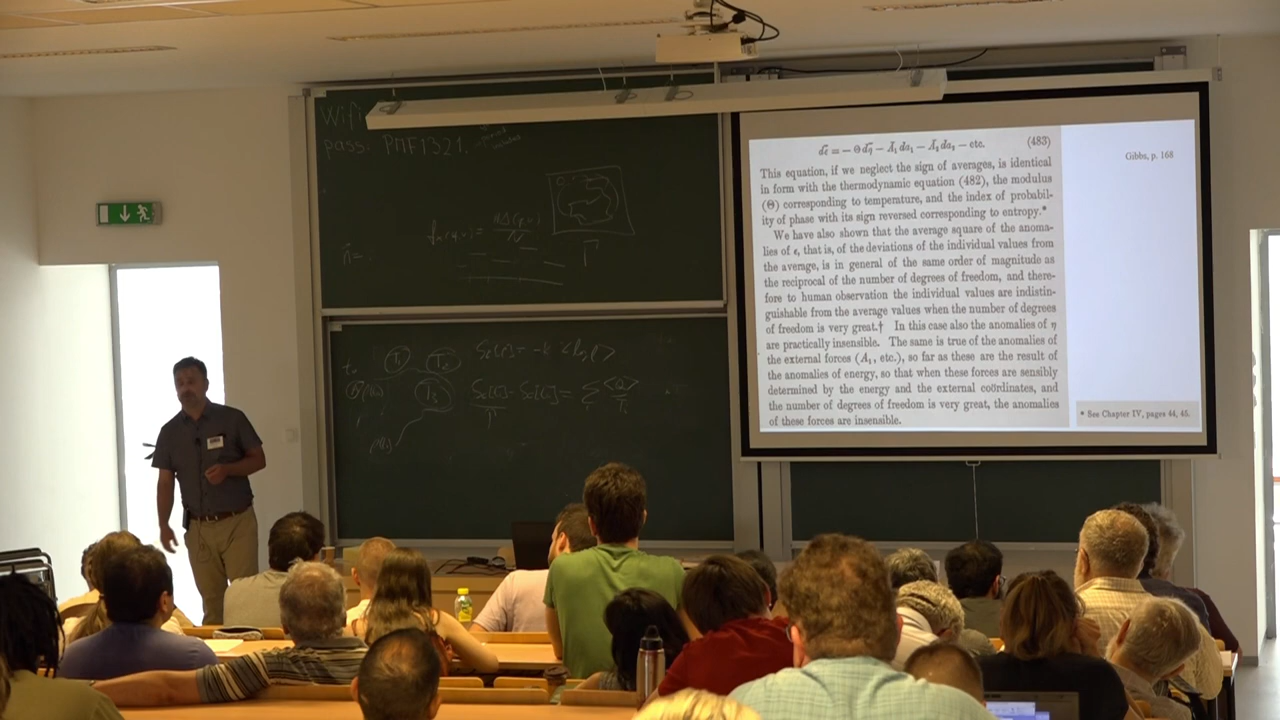 Wifi
pass: PMF1321.
period
included
Γ
T₁
T₂
T₃
dε̄ = − Θ dη̄ − Ā₁ da₁ − Ā₂ da₂ − etc. (483)
This equation, if we neglect the sign of averages, is identical
in form with the thermodynamic equation (482), the modulus
(Θ) corresponding to temperature, and the index of probabil-
ity of phase with its sign reversed corresponding to entropy.*
We have also shown that the average square of the anoma-
lies of ε, that is, of the deviations of the individual values from
the average, is in general of the same order of magnitude as
the reciprocal of the number of degrees of freedom, and there-
fore to human observation the individual values are indistin-
guishable from the average values when the number of degrees
of freedom is very great.† In this case also the anomalies of η
are practically insensible. The same is true of the anomalies of
the external forces (A₁, etc.), so far as these are the result of
the anomalies of energy, so that when these forces are sensibly
determined by the energy and the external coördinates, and
the number of degrees of freedom is very great, the anomalies
of these forces are insensible.
Gibbs, p. 168
* See Chapter IV, pages 44, 45.